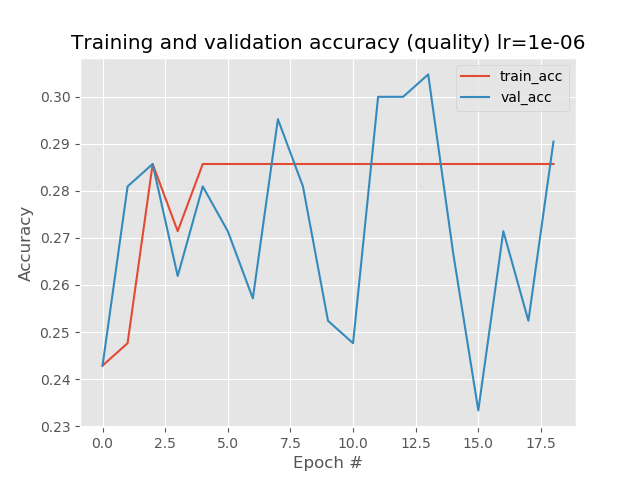 Training and validation accuracy (quality) lr=1e-06
train_acc
val_acc
0.30
0.29
0.28
0.27
0.26
0.25
0.24
0.23
Accuracy
0.0 2.5 5.0 7.5 10.0 12.5 15.0 17.5
Epoch #